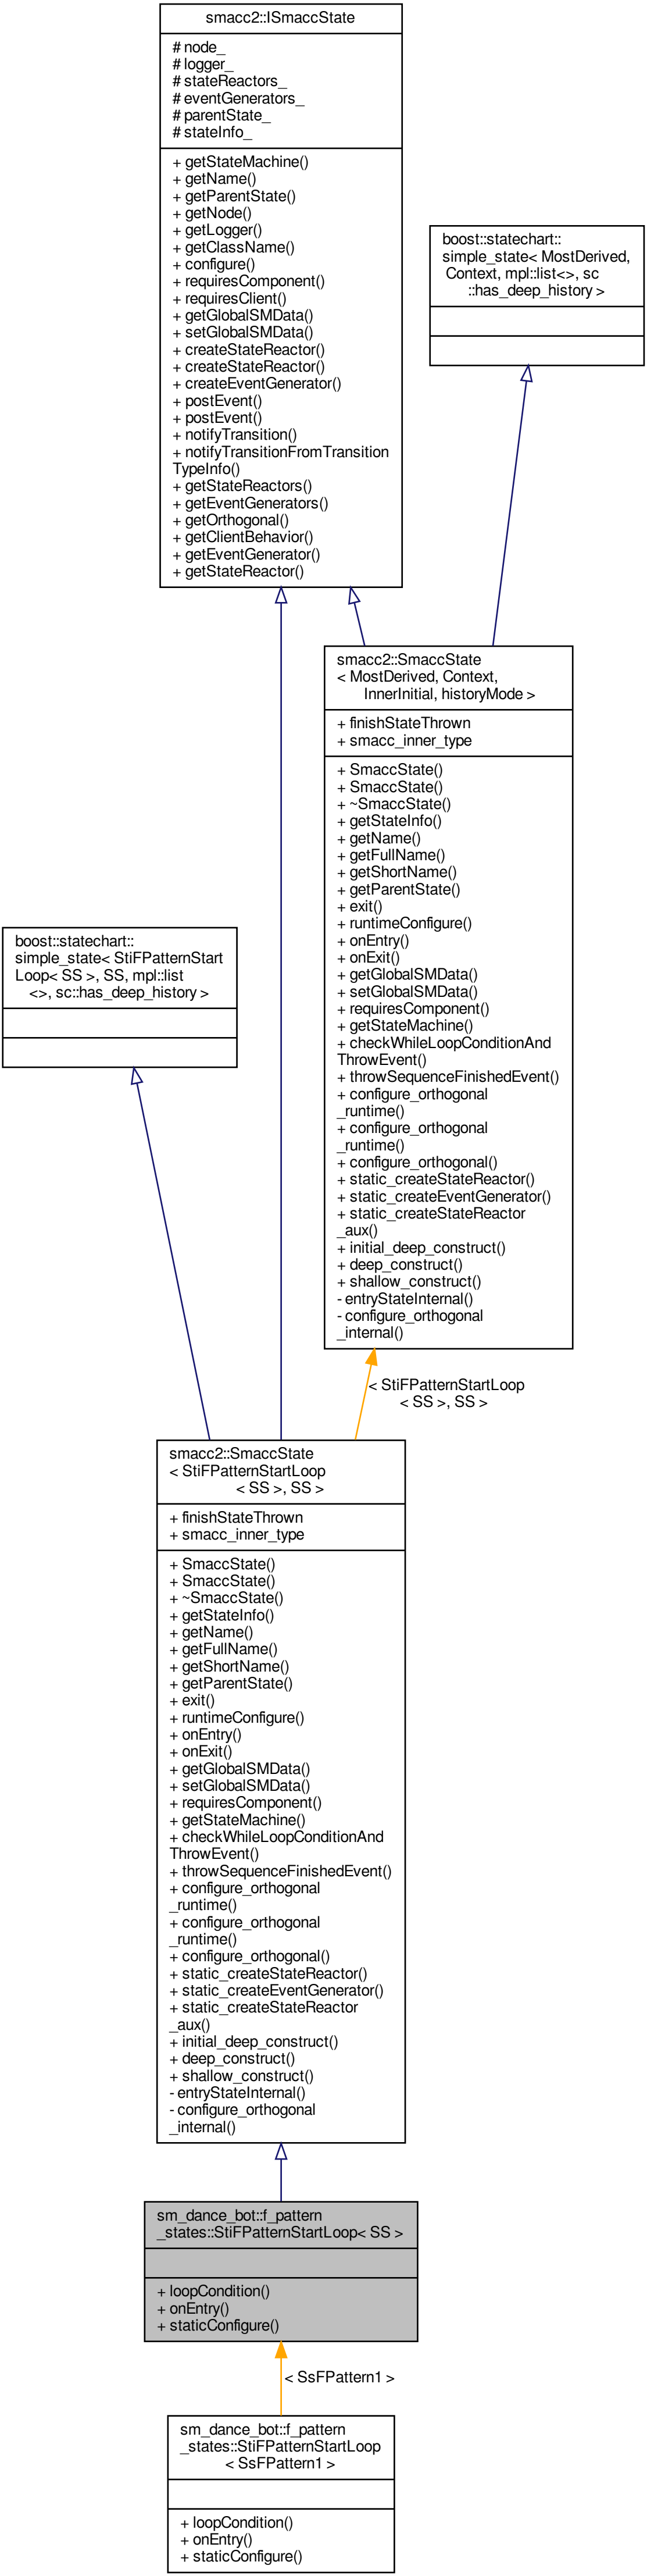 smacc2::ISmaccState
# node_
# logger_
# stateReactors_
# eventGenerators_
# parentState_
# stateInfo_
+ getStateMachine()
+ getName()
+ getParentState()
+ getNode()
+ getLogger()
+ getClassName()
+ configure()
+ requiresComponent()
+ requiresClient()
+ getGlobalSMData()
+ setGlobalSMData()
+ createStateReactor()
+ createStateReactor()
+ createEventGenerator()
+ postEvent()
+ postEvent()
+ notifyTransition()
+ notifyTransitionFromTransition
TypeInfo()
+ getStateReactors()
+ getEventGenerators()
+ getOrthogonal()
+ getClientBehavior()
+ getEventGenerator()
+ getStateReactor()
boost::statechart::
simple_state< MostDerived,
Context, mpl::list<>, sc
::has_deep_history >
smacc2::SmaccState
< MostDerived, Context,
InnerInitial, historyMode >
+ finishStateThrown
+ smacc_inner_type
+ SmaccState()
+ SmaccState()
+ ~SmaccState()
+ getStateInfo()
+ getName()
+ getFullName()
+ getShortName()
+ getParentState()
+ exit()
+ runtimeConfigure()
+ onEntry()
+ onExit()
+ getGlobalSMData()
+ setGlobalSMData()
+ requiresComponent()
+ getStateMachine()
+ checkWhileLoopConditionAnd
ThrowEvent()
+ throwSequenceFinishedEvent()
+ configure_orthogonal
_runtime()
+ configure_orthogonal
_runtime()
+ configure_orthogonal()
+ static_createStateReactor()
+ static_createEventGenerator()
+ static_createStateReactor
_aux()
+ initial_deep_construct()
+ deep_construct()
+ shallow_construct()
- entryStateInternal()
- configure_orthogonal
_internal()
boost::statechart::
simple_state< StiFPatternStart
Loop< SS >, SS, mpl::list
<>, sc::has_deep_history >
< StiFPatternStartLoop
< SS >, SS >
smacc2::SmaccState
< StiFPatternStartLoop
< SS >, SS >
+ finishStateThrown
+ smacc_inner_type
+ SmaccState()
+ SmaccState()
+ ~SmaccState()
+ getStateInfo()
+ getName()
+ getFullName()
+ getShortName()
+ getParentState()
+ exit()
+ runtimeConfigure()
+ onEntry()
+ onExit()
+ getGlobalSMData()
+ setGlobalSMData()
+ requiresComponent()
+ getStateMachine()
+ checkWhileLoopConditionAnd
ThrowEvent()
+ throwSequenceFinishedEvent()
+ configure_orthogonal
_runtime()
+ configure_orthogonal
_runtime()
+ configure_orthogonal()
+ static_createStateReactor()
+ static_createEventGenerator()
+ static_createStateReactor
_aux()
+ initial_deep_construct()
+ deep_construct()
+ shallow_construct()
- entryStateInternal()
- configure_orthogonal
_internal()
sm_dance_bot::f_pattern
_states::StiFPatternStartLoop< SS >
+ loopCondition()
+ onEntry()
+ staticConfigure()
< SsFPattern1 >
sm_dance_bot::f_pattern
_states::StiFPatternStartLoop
< SsFPattern1 >
+ loopCondition()
+ onEntry()
+ staticConfigure()